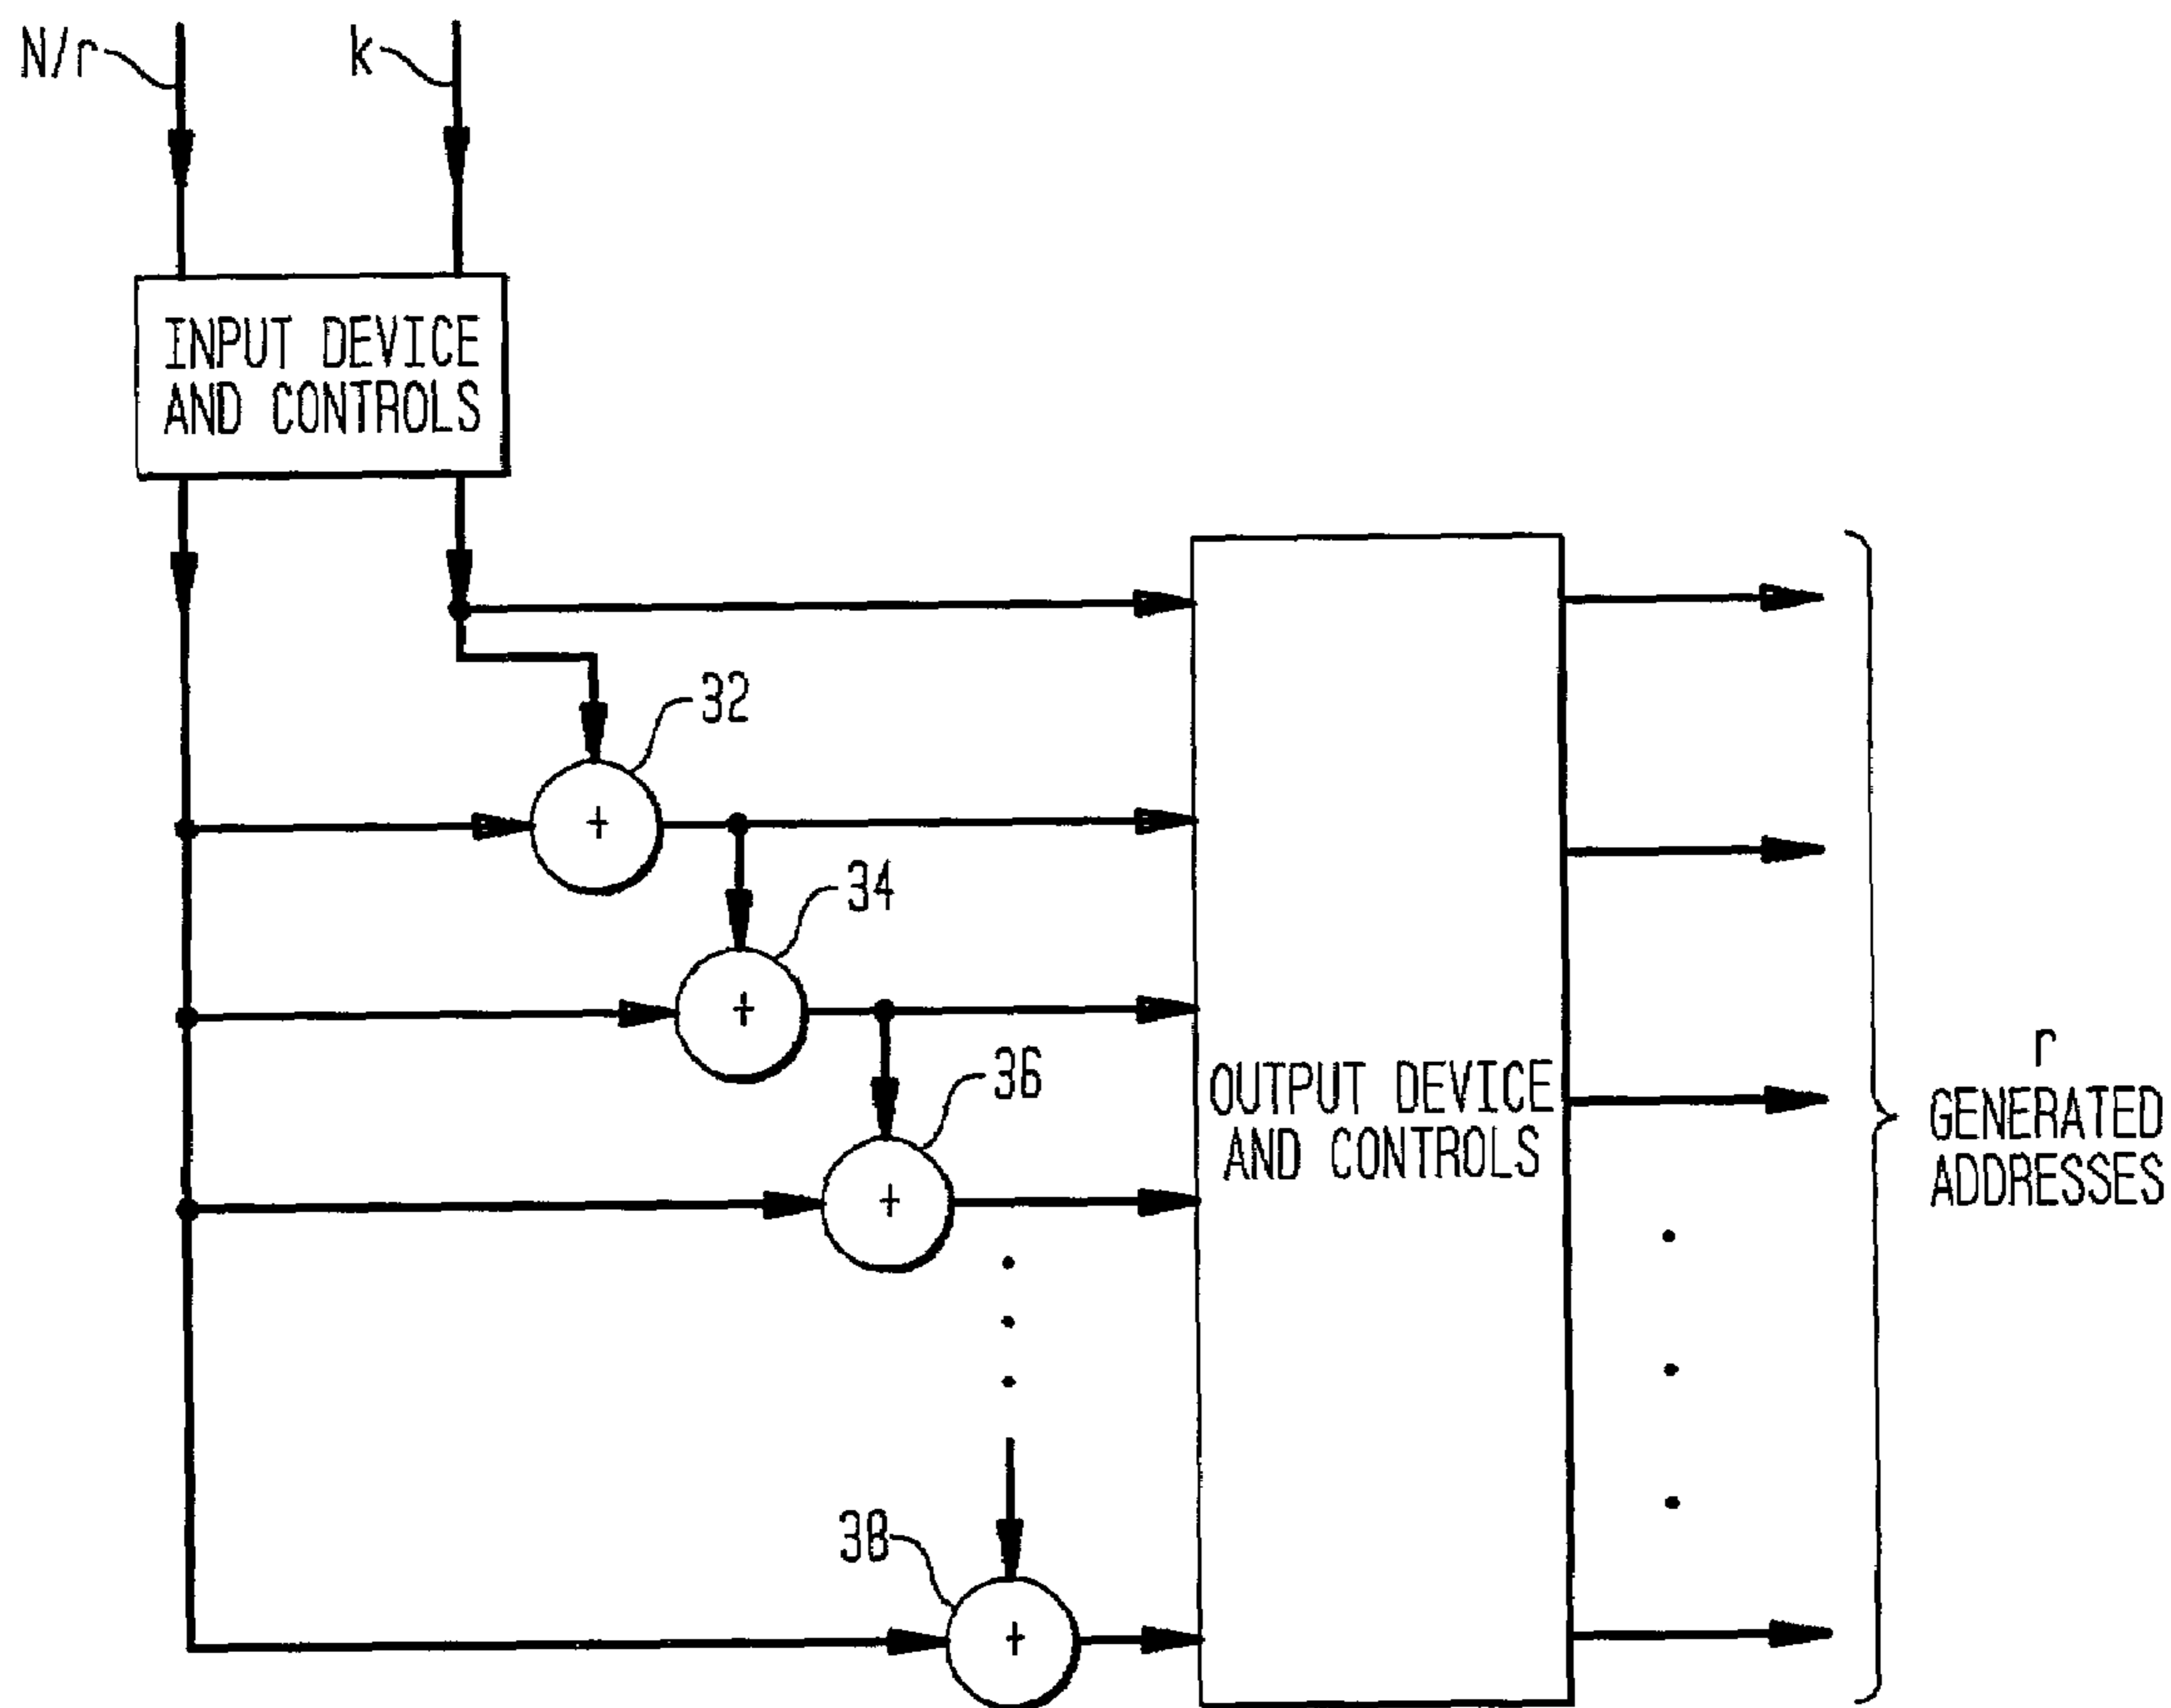 N/r
k
INPUT DEVICE
AND CONTROLS
32
+
34
+
36
+
OUTPUT DEVICE
AND CONTROLS
r
GENERATED
ADDRESSES
38
+